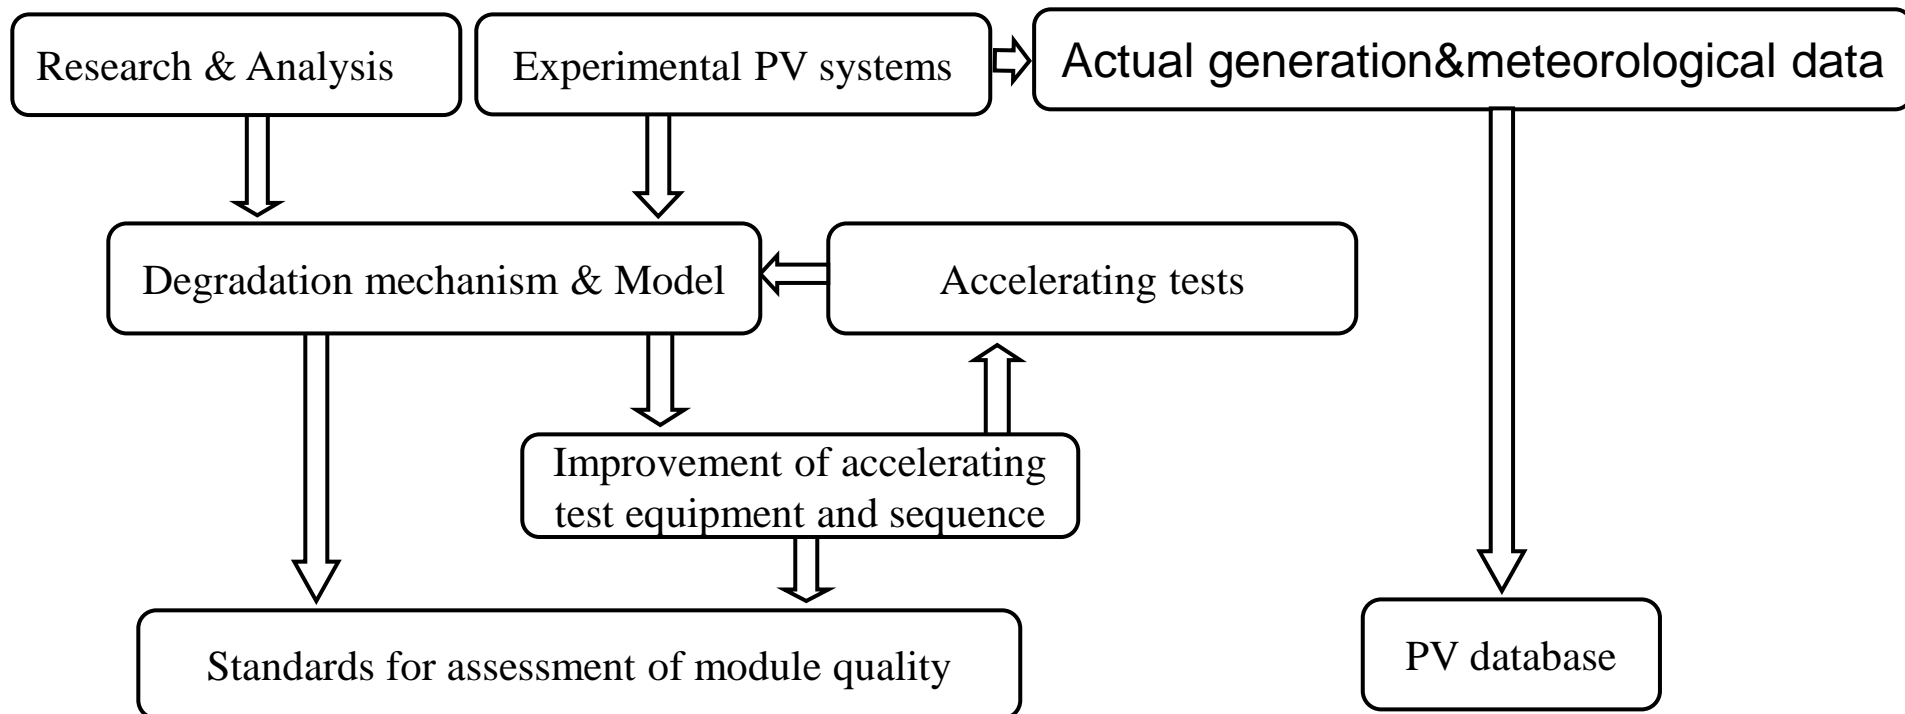 Research & Analysis
Experimental PV systems
Actual generation&meteorological data
Degradation mechanism & Model
Accelerating tests
Improvement of accelerating
test equipment and sequence
Standards for assessment of module quality
PV database